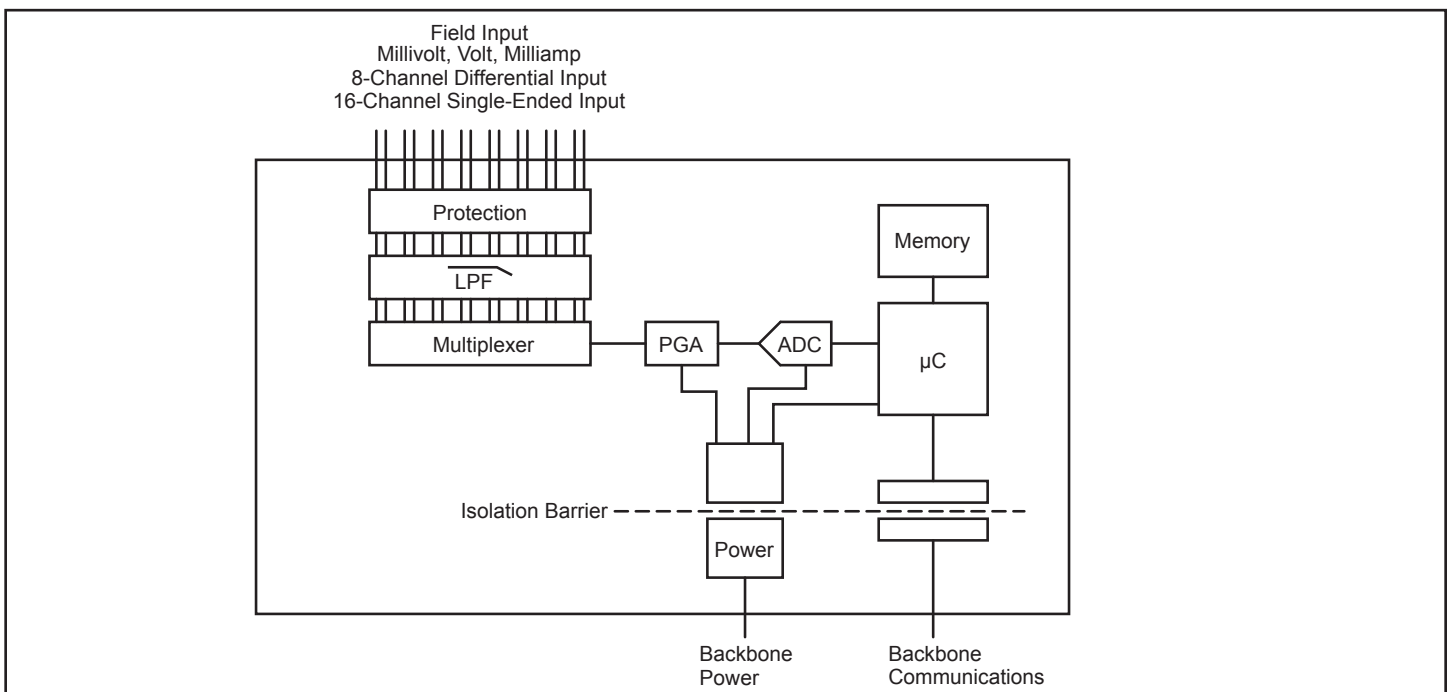 Field Input
Millivolt, Volt, Milliamp
8-Channel Differential Input
16-Channel Single-Ended Input
Protection
Memory
LPF
Multiplexer
PGA
ADC
µC
Isolation Barrier
Power
Backbone
Power
Backbone
Communications